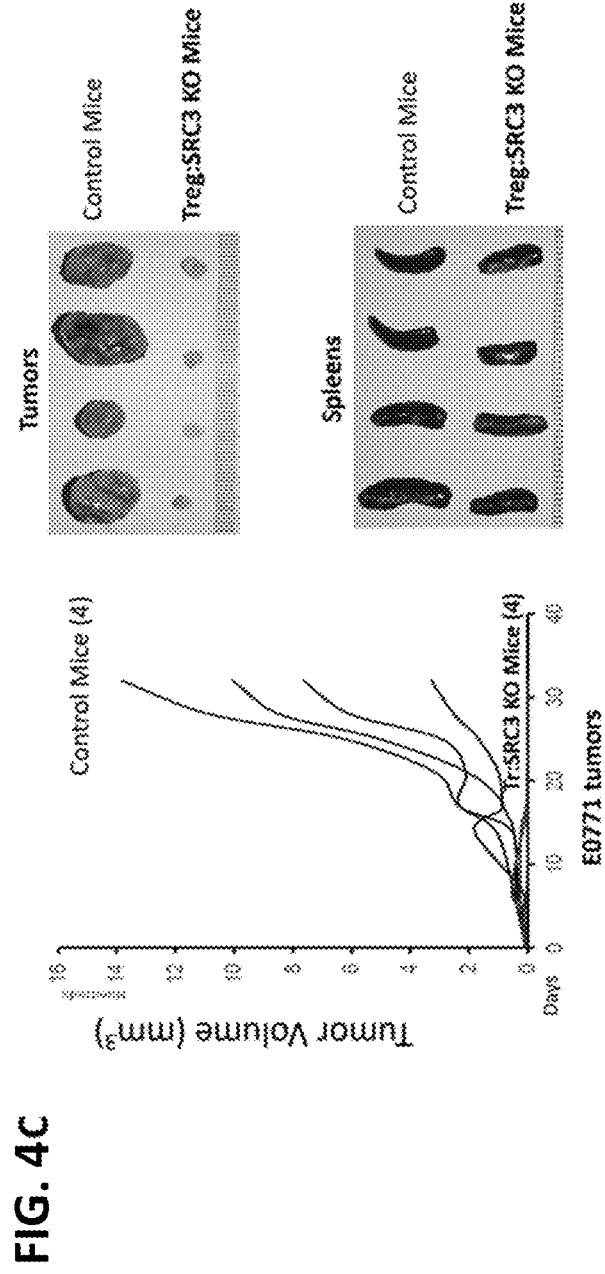 FIG. 4C
Tumor Volume (mm3)
16
14
12
10
8
6
4
2
0
Days
0
10
20
30
40
E0771 tumors
Control Mice (4)
Tr:SRC3 KO Mice (4)
Tumors
Control Mice
Treg:SRC3 KO Mice
Spleens
Control Mice
Treg:SRC3 KO Mice